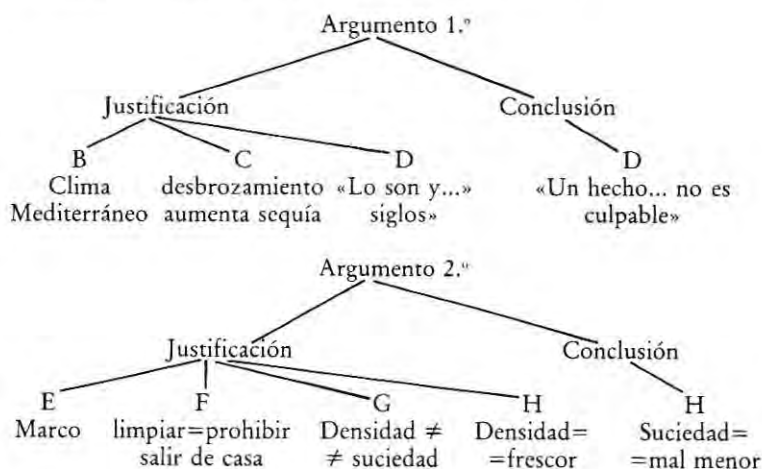 Argumento 1.º
Justificación Conclusión
B C D D
Clima desbrozamiento «Lo son y...» «Un hecho... no es
Mediterráneo aumenta sequía siglos» culpable»
Argumento 2.º
Justificación Conclusión
E F G H H
Marco limpiar=prohibir Densidad ≠ Densidad= Suciedad=
salir de casa ≠ suciedad =frescor =mal menor